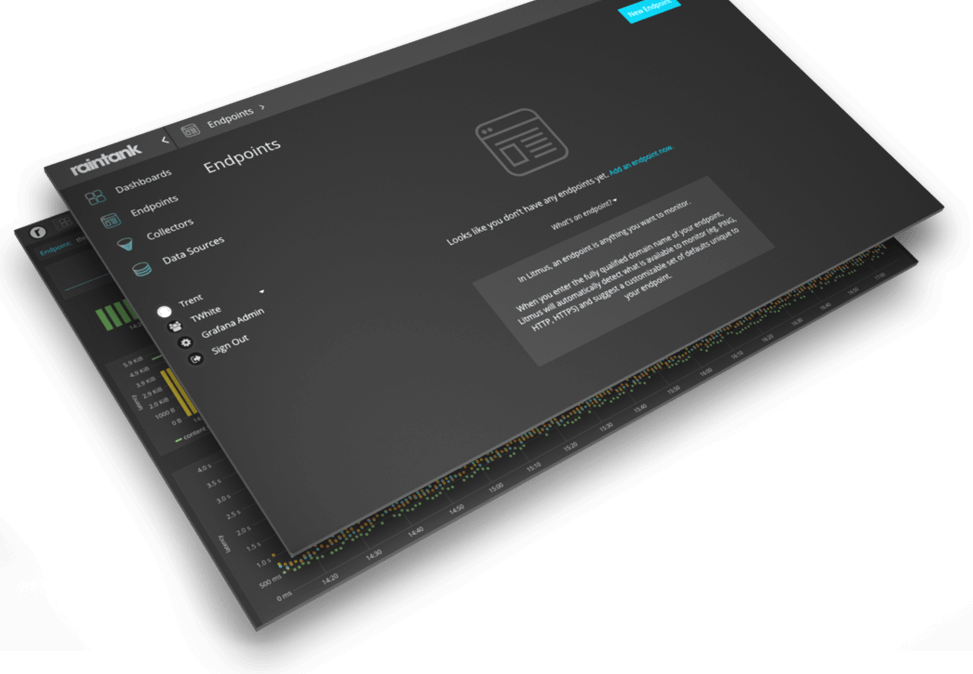 New Endpoint
raintank
Endpoints
Endpoints
Dashboards
Endpoints
Collectors
Data Sources
Trent
TWhite
Grafana Admin
Sign Out
Looks like you don't have any endpoints yet. Add an endpoint now.
What's on endpoint?
In Litmus, an endpoint is anything you want to monitor.
When you enter the fully qualified domain name of your endpoint,
Litmus will automatically detect what is available to monitor (eg, PING,
HTTP, HTTPS) and suggest a customizable set of defaults unique to
your endpoint.
Endpoint:
5.9 KiB
4.9 KiB
3.9 KiB
2.9 KiB
2.0 KiB
1000 B
0 B
content
4.0 s
3.5 s
3.0 s
2.5 s
2.0 s
1.5 s
1.0 s
500 ms
0 ms
latency
14:20
14:30
14:40
14:50
15:00
15:10
15:20
15:30
15:40
15:50
16:00
16:10
16:20
16:30
16:40
16:50
17:00